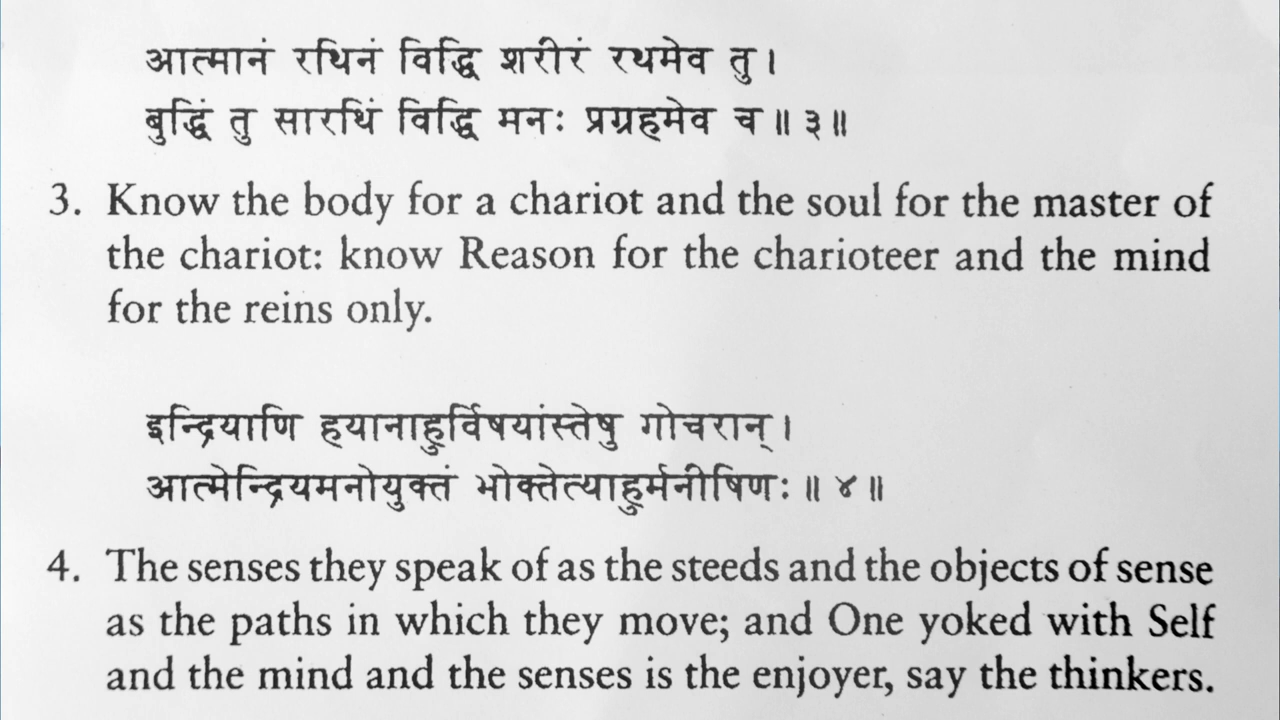 आत्मानं रथिनं विद्धि शरीरं रथमेव तु।
बुद्धिं तु सारथिं विद्धि मनः प्रग्रहमेव च॥३॥
3. Know the body for a chariot and the soul for the master of
the chariot: know Reason for the charioteer and the mind
for the reins only.
इन्द्रियाणि हयानाहुर्विषयांस्तेषु गोचरान्।
आत्मेन्द्रियमनोयुक्तं भोक्तेत्याहुर्मनीषिणः॥४॥
4. The senses they speak of as the steeds and the objects of sense
as the paths in which they move; and One yoked with Self
and the mind and the senses is the enjoyer, say the thinkers.